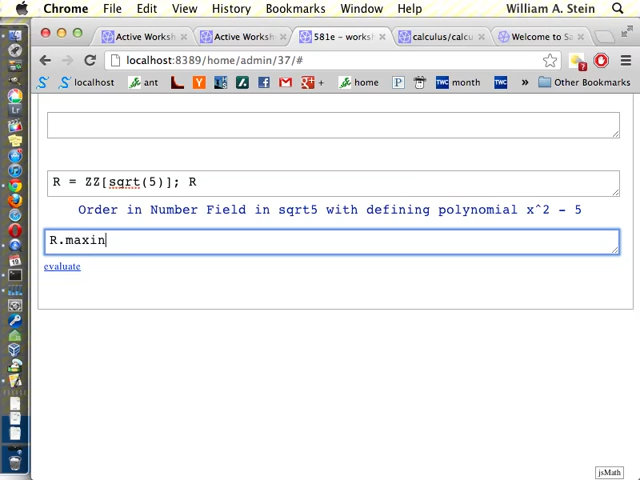 Chrome File Edit View History Bookmarks Window Help William A. Stein
Active Worksh 581e – worksh calculus/calcu Welcome to Sa
Active Works
localhost:8389/home/admin/37/#
localhost ant home month Other Bookmarks
R = ZZ[sqrt(5)]; R
Order in Number Field in sqrt5 with defining polynomial x^2 - 5
R.maxin
evaluate
jsMath